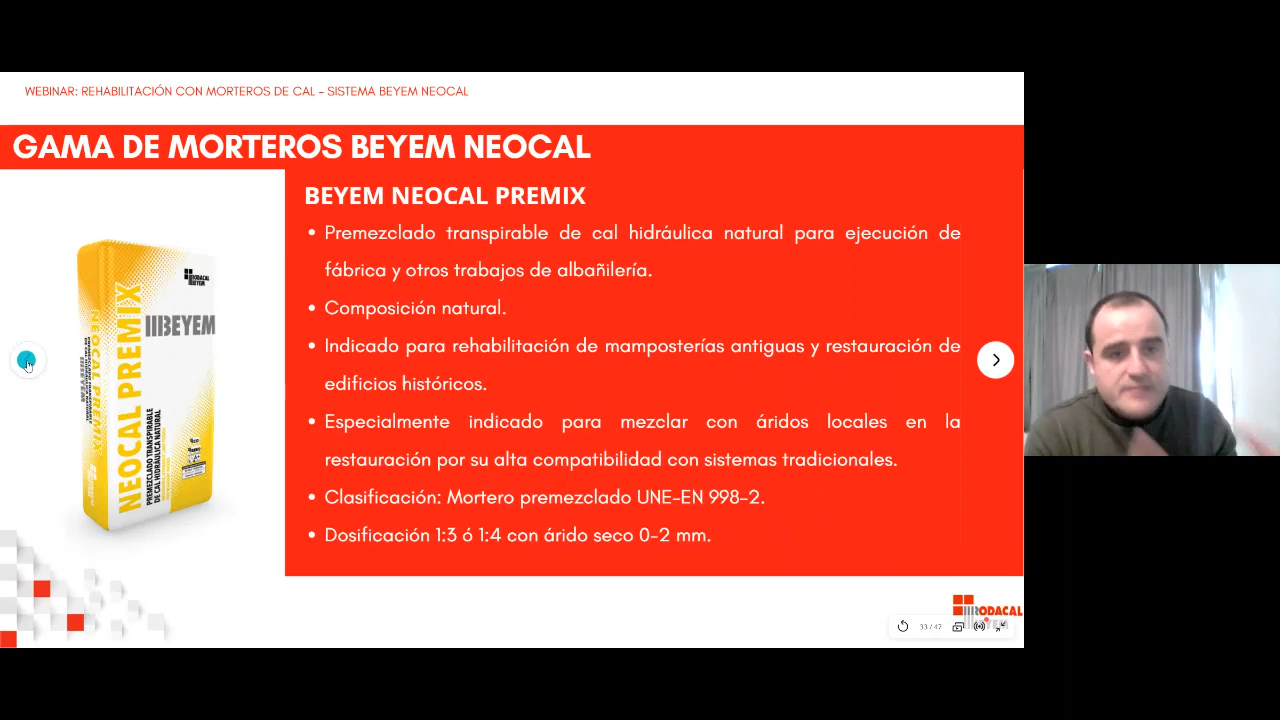 WEBINAR: REHABILITACIÓN CON MORTEROS DE CAL - SISTEMA BEYEM NEOCAL
GAMA DE MORTEROS BEYEM NEOCAL
BEYEM NEOCAL PREMIX
• Premezclado transpirable de cal hidráulica natural para ejecución de
fábrica y otros trabajos de albañilería.
• Composición natural.
• Indicado para rehabilitación de mamposterías antiguas y restauración de
edificios históricos.
• Especialmente indicado para mezclar con áridos locales en la
restauración por su alta compatibilidad con sistemas tradicionales.
• Clasificación: Mortero premezclado UNE-EN 998-2.
• Dosificación 1:3 ó 1:4 con árido seco 0-2 mm.
RODACAL
BEYEM
BEYEM
NEOCAL PREMIX
PREMEZCLADO TRANSPIRABLE
DE CAL HIDRÁULICA NATURAL
NEOCAL PREMIX
RODACAL
33 / 47